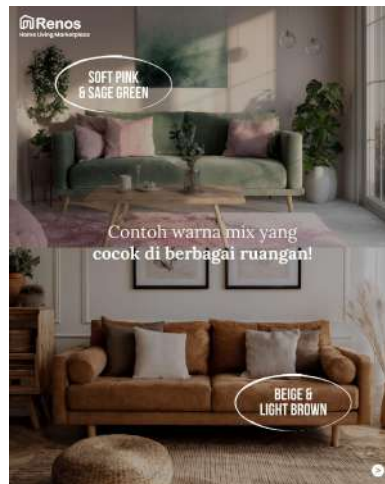 Renos
Home Living Marketplace
SOFT PINK
& SAGE GREEN
Contoh warna mix yang
cocok di berbagai ruangan!
BEIGE &
LIGHT BROWN